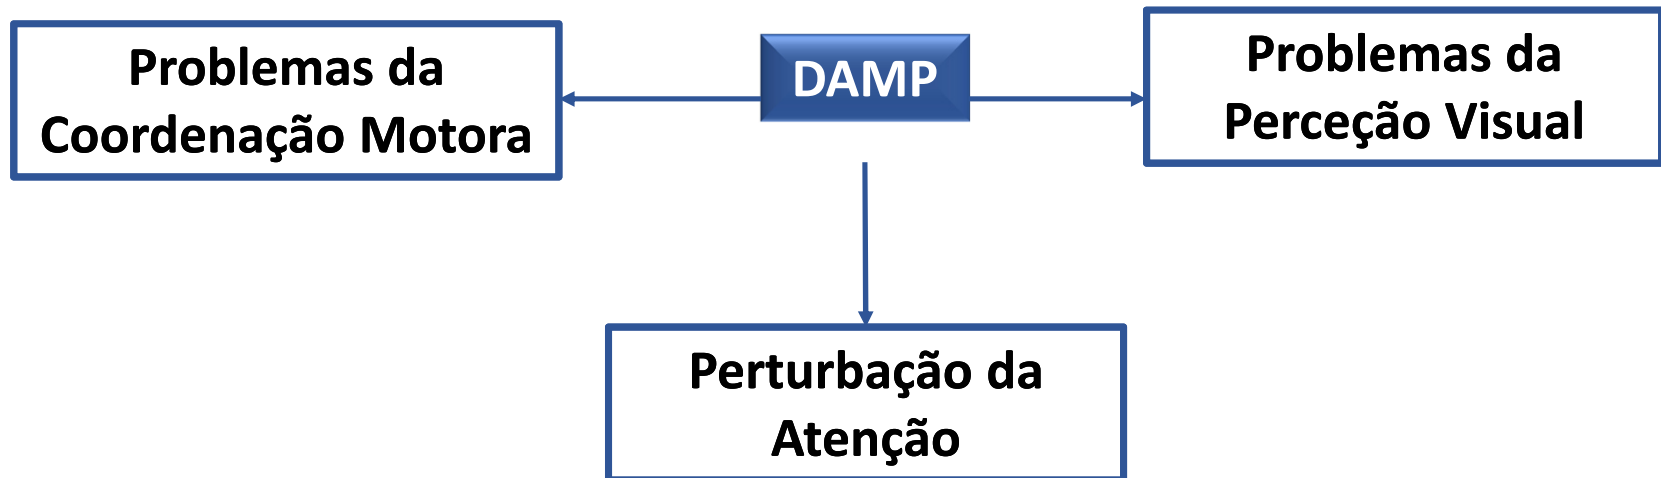 Problemas da
Coordenação Motora
DAMP
Problemas da
Perceção Visual
Perturbação da
Atenção